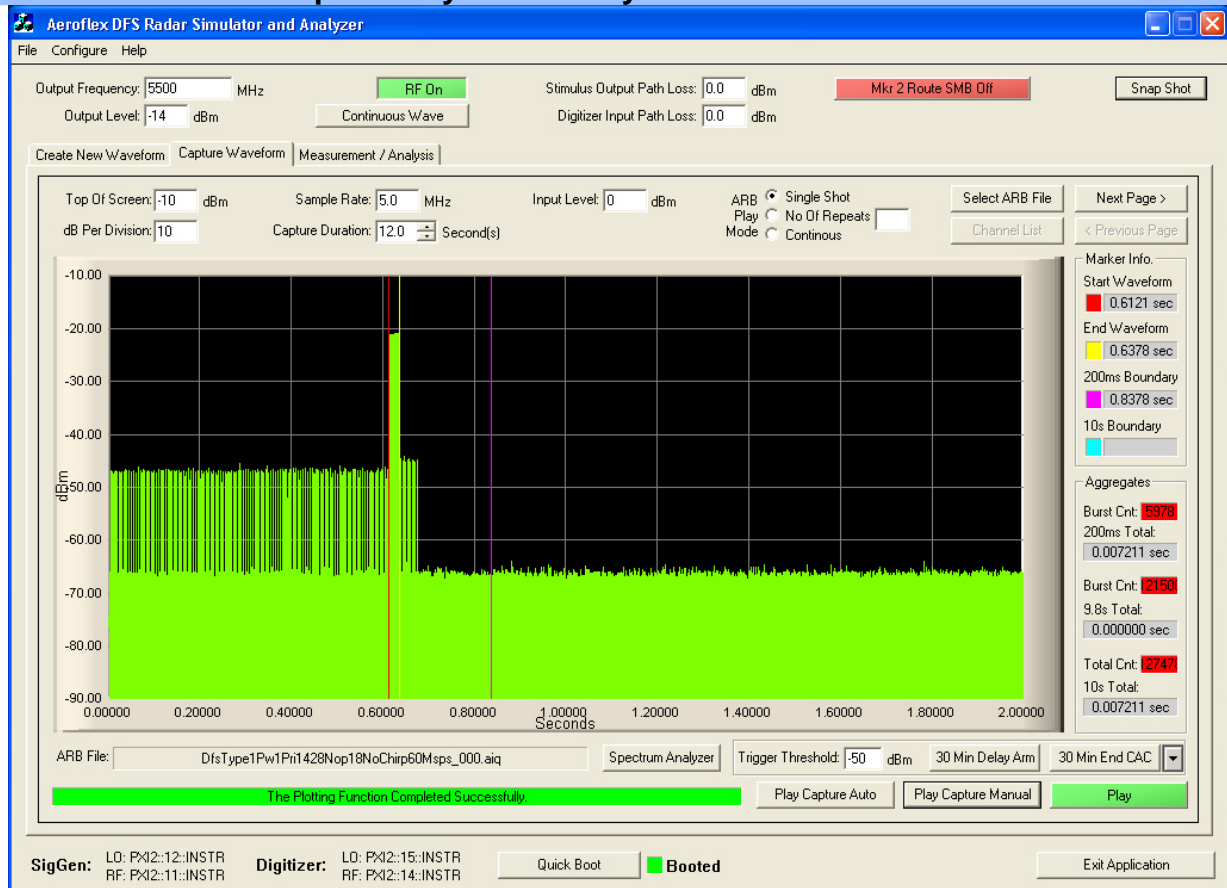 Aeroflex DFS Radar Simulator and Analyzer
File Configure Help
Output Frequency: 5500 MHz
RF On
Stimulus Output Path Loss: 0.0 dBm
Mkr 2 Route SMB Off
Snap Shot
Output Level: -14 dBm
Continuous Wave
Digitizer Input Path Loss: 0.0 dBm
Create New Waveform
Capture Waveform
Measurement / Analysis
Top Of Screen: -10 dBm
Sample Rate: 5.0 MHz
Input Level: 0 dBm
ARB Play Mode
Single Shot
No Of Repeats
Continous
Select ARB File
Next Page >
dB Per Division: 10
Capture Duration: 12.0 Second(s)
Channel List
< Previous Page
-10.00
-20.00
-30.00
-40.00
-50.00
-60.00
-70.00
-80.00
-90.00
dBm
0.00000 0.20000 0.40000 0.60000 0.80000 1.00000 1.20000 1.40000 1.60000 1.80000 2.00000
Seconds
Marker Info.
Start Waveform
0.6121 sec
End Waveform
0.6378 sec
200ms Boundary
0.8378 sec
10s Boundary
Aggregates
Burst Cnt: 5978
200ms Total:
0.007211 sec
Burst Cnt: 2150
9.8s Total:
0.000000 sec
Total Cnt: 2747
10s Total:
0.007211 sec
ARB File: DfsType1Pw1Pri1428Nop18NoChirp60Msps_000.aiq
Spectrum Analyzer
Trigger Threshold: -50 dBm
30 Min Delay Arm
30 Min End CAC
The Plotting Function Completed Successfully.
Play Capture Auto
Play Capture Manual
Play
SigGen: LO: PXI2::12::INSTR
RF: PXI2::11::INSTR
Digitizer: LO: PXI2::15::INSTR
RF: PXI2::14::INSTR
Quick Boot
Booted
Exit Application